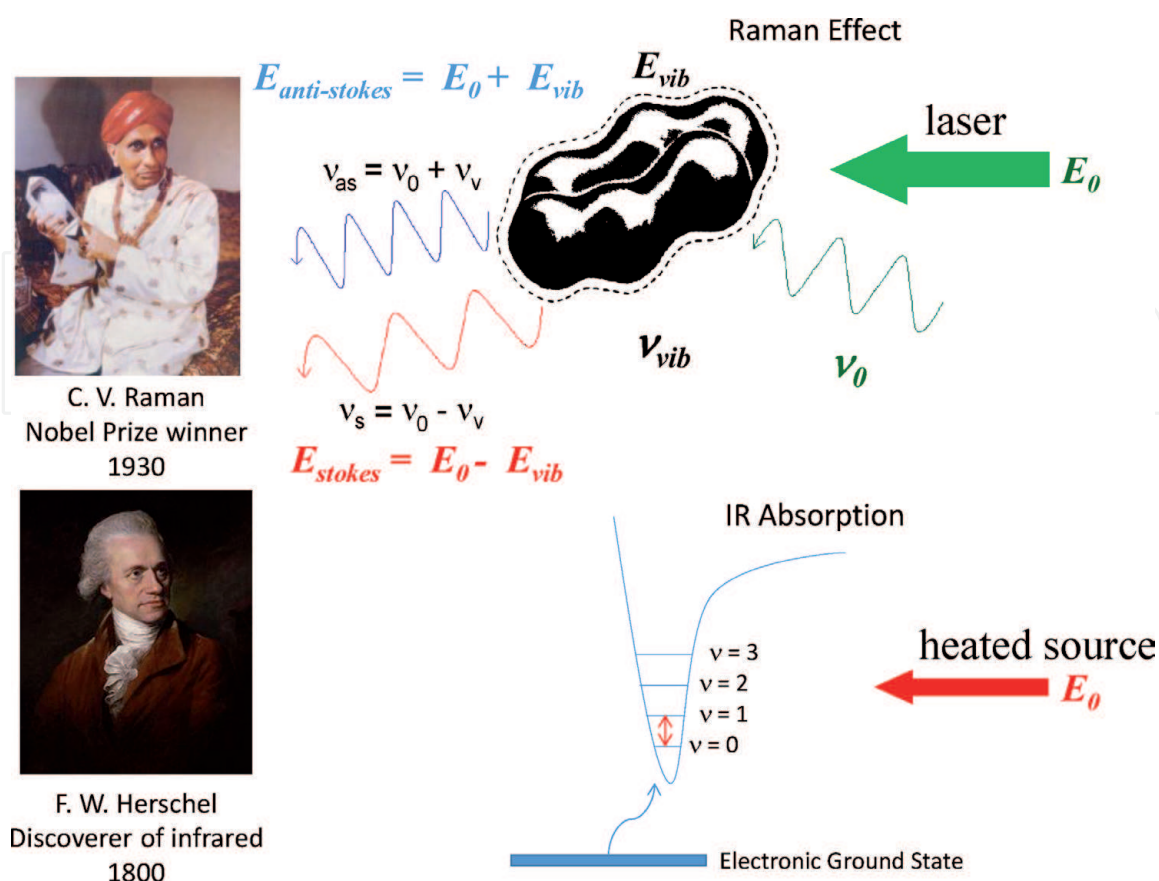 Raman Effect
E_anti-stokes = E_0 + E_vib
E_vib
laser
E_0
ν_as = ν_0 + ν_v
ν_vib
ν_0
C. V. Raman
Nobel Prize winner
1930
ν_s = ν_0 - ν_v
E_stokes = E_0 - E_vib
IR Absorption
ν = 3
ν = 2
ν = 1
ν = 0
heated source
E_0
F. W. Herschel
Discoverer of infrared
1800
Electronic Ground State